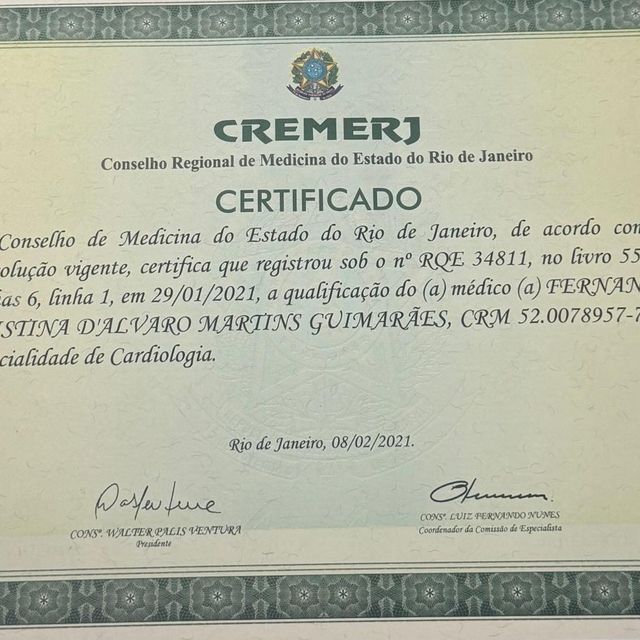 CREMERJ
Conselho Regional de Medicina do Estado do Rio de Janeiro
CERTIFICADO
Conselho de Medicina do Estado do Rio de Janeiro, de acordo com
olução vigente, certifica que registrou sob o nº RQE 34811, no livro 55
as 6, linha 1, em 29/01/2021, a qualificação do (a) médico (a) FERNAN
ISTINA D'ALVARO MARTINS GUIMARÃES, CRM 52.0078957-7
cialidade de Cardiologia.
Rio de Janeiro, 08/02/2021.
CONSº. WALTER PALIS VENTURA
Presidente
CONSº. LUIZ FERNANDO NUNES
Coordenador da Comissão de Especialista